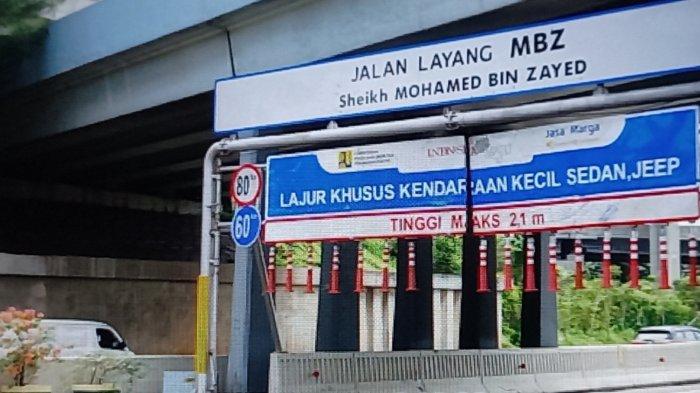 JALAN LAYANG MBZ
Sheikh MOHAMED BIN ZAYED
Jasa Marga
LAJUR KHUSUS KENDARAAN KECIL SEDAN, JEEP
TINGGI MAKS 2,1 m
80
60